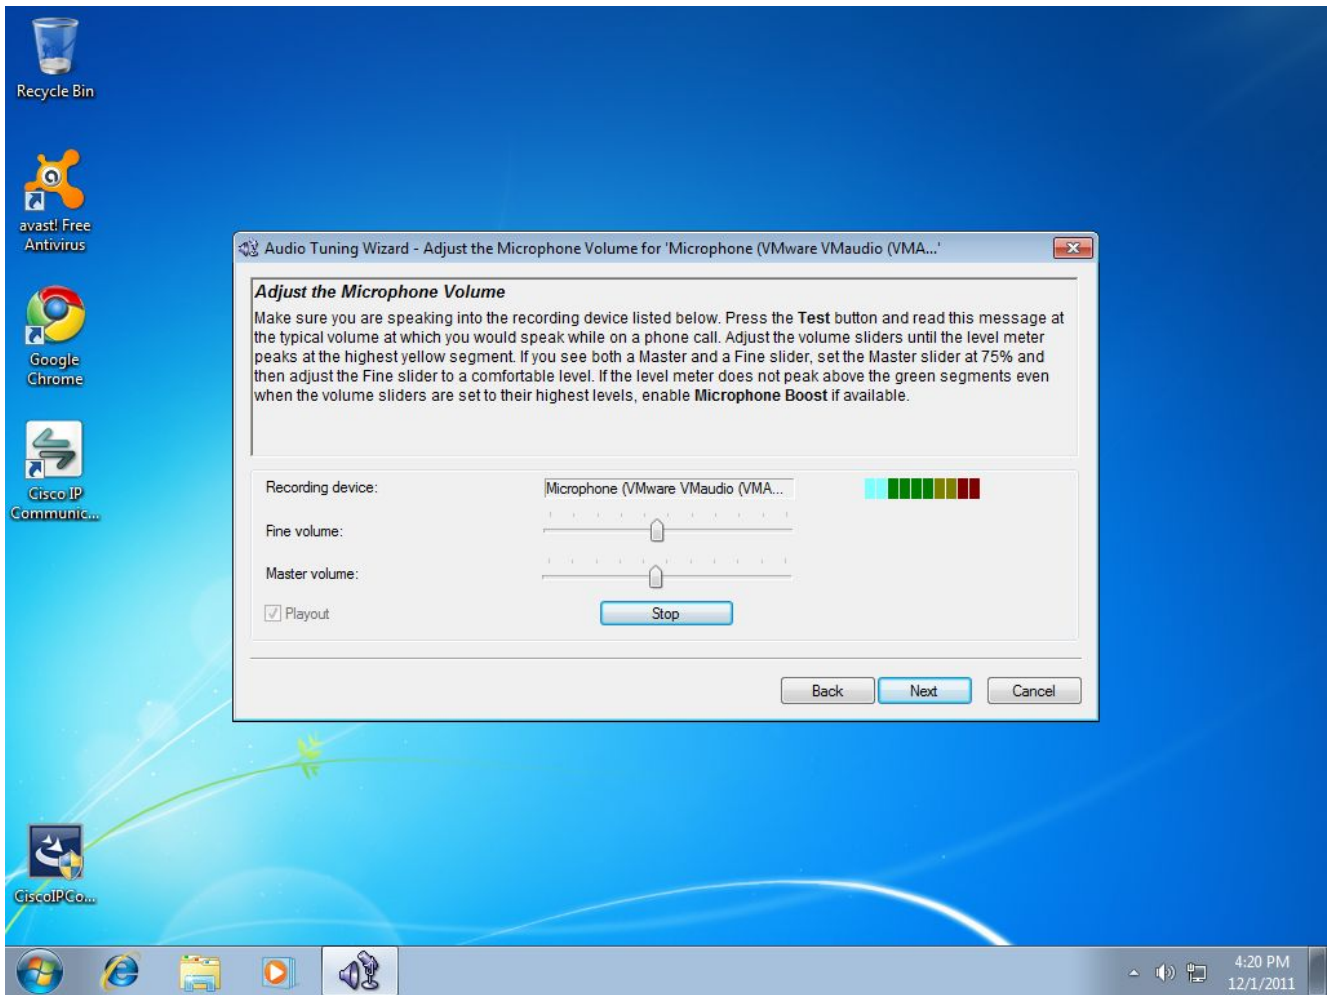 Recycle Bin
avast! Free
Antivirus
Google
Chrome
Cisco IP
Communic...
CiscoIPCo...
Audio Tuning Wizard - Adjust the Microphone Volume for 'Microphone (VMware VMaudio (VMA...'
Adjust the Microphone Volume
Make sure you are speaking into the recording device listed below. Press the Test button and read this message at
the typical volume at which you would speak while on a phone call. Adjust the volume sliders until the level meter
peaks at the highest yellow segment. If you see both a Master and a Fine slider, set the Master slider at 75% and
then adjust the Fine slider to a comfortable level. If the level meter does not peak above the green segments even
when the volume sliders are set to their highest levels, enable Microphone Boost if available.
Recording device:
Microphone (VMware VMaudio (VMA...
Fine volume:
Master volume:
Playout
Stop
Back
Next
Cancel
4:20 PM
12/1/2011